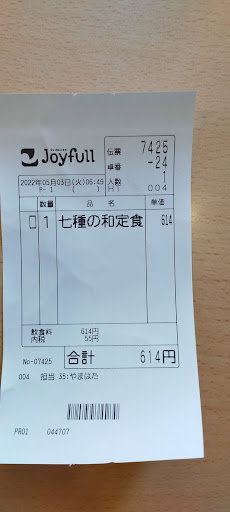 Joyfull
伝票 7425
卓番 -24
人数 1
2022年05月03日(火)06:49
004
数量 品 名 単価
□ 1 七種の和定食 614
飲食料 614円
内税 55円
No-07425 合計 614円
004 担当 35:やまはた
PR01 044707